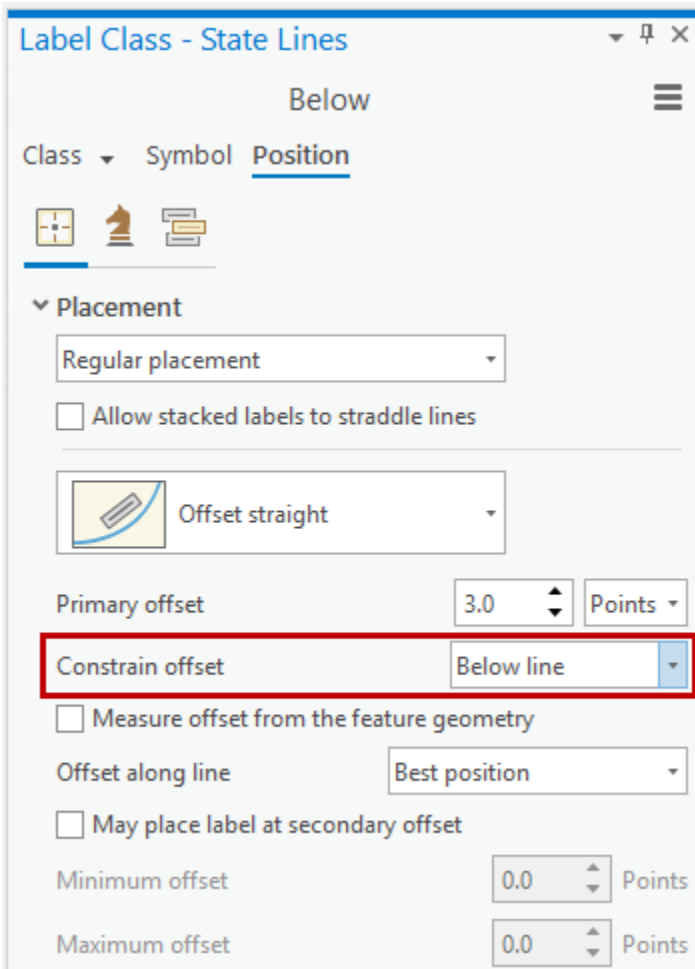 Label Class - State Lines
Below
Class Symbol Position
Placement
Regular placement
Allow stacked labels to straddle lines
Offset straight
Primary offset 3.0 Points
Constrain offset Below line
Measure offset from the feature geometry
Offset along line Best position
May place label at secondary offset
Minimum offset 0.0 Points
Maximum offset 0.0 Points